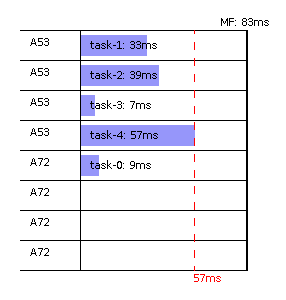 MF: 83ms
A53 task-1: 33ms
A53 task-2: 39ms
A53 task-3: 7ms
A53 task-4: 57ms
A72 task-0: 9ms
A72
A72
A72
57ms